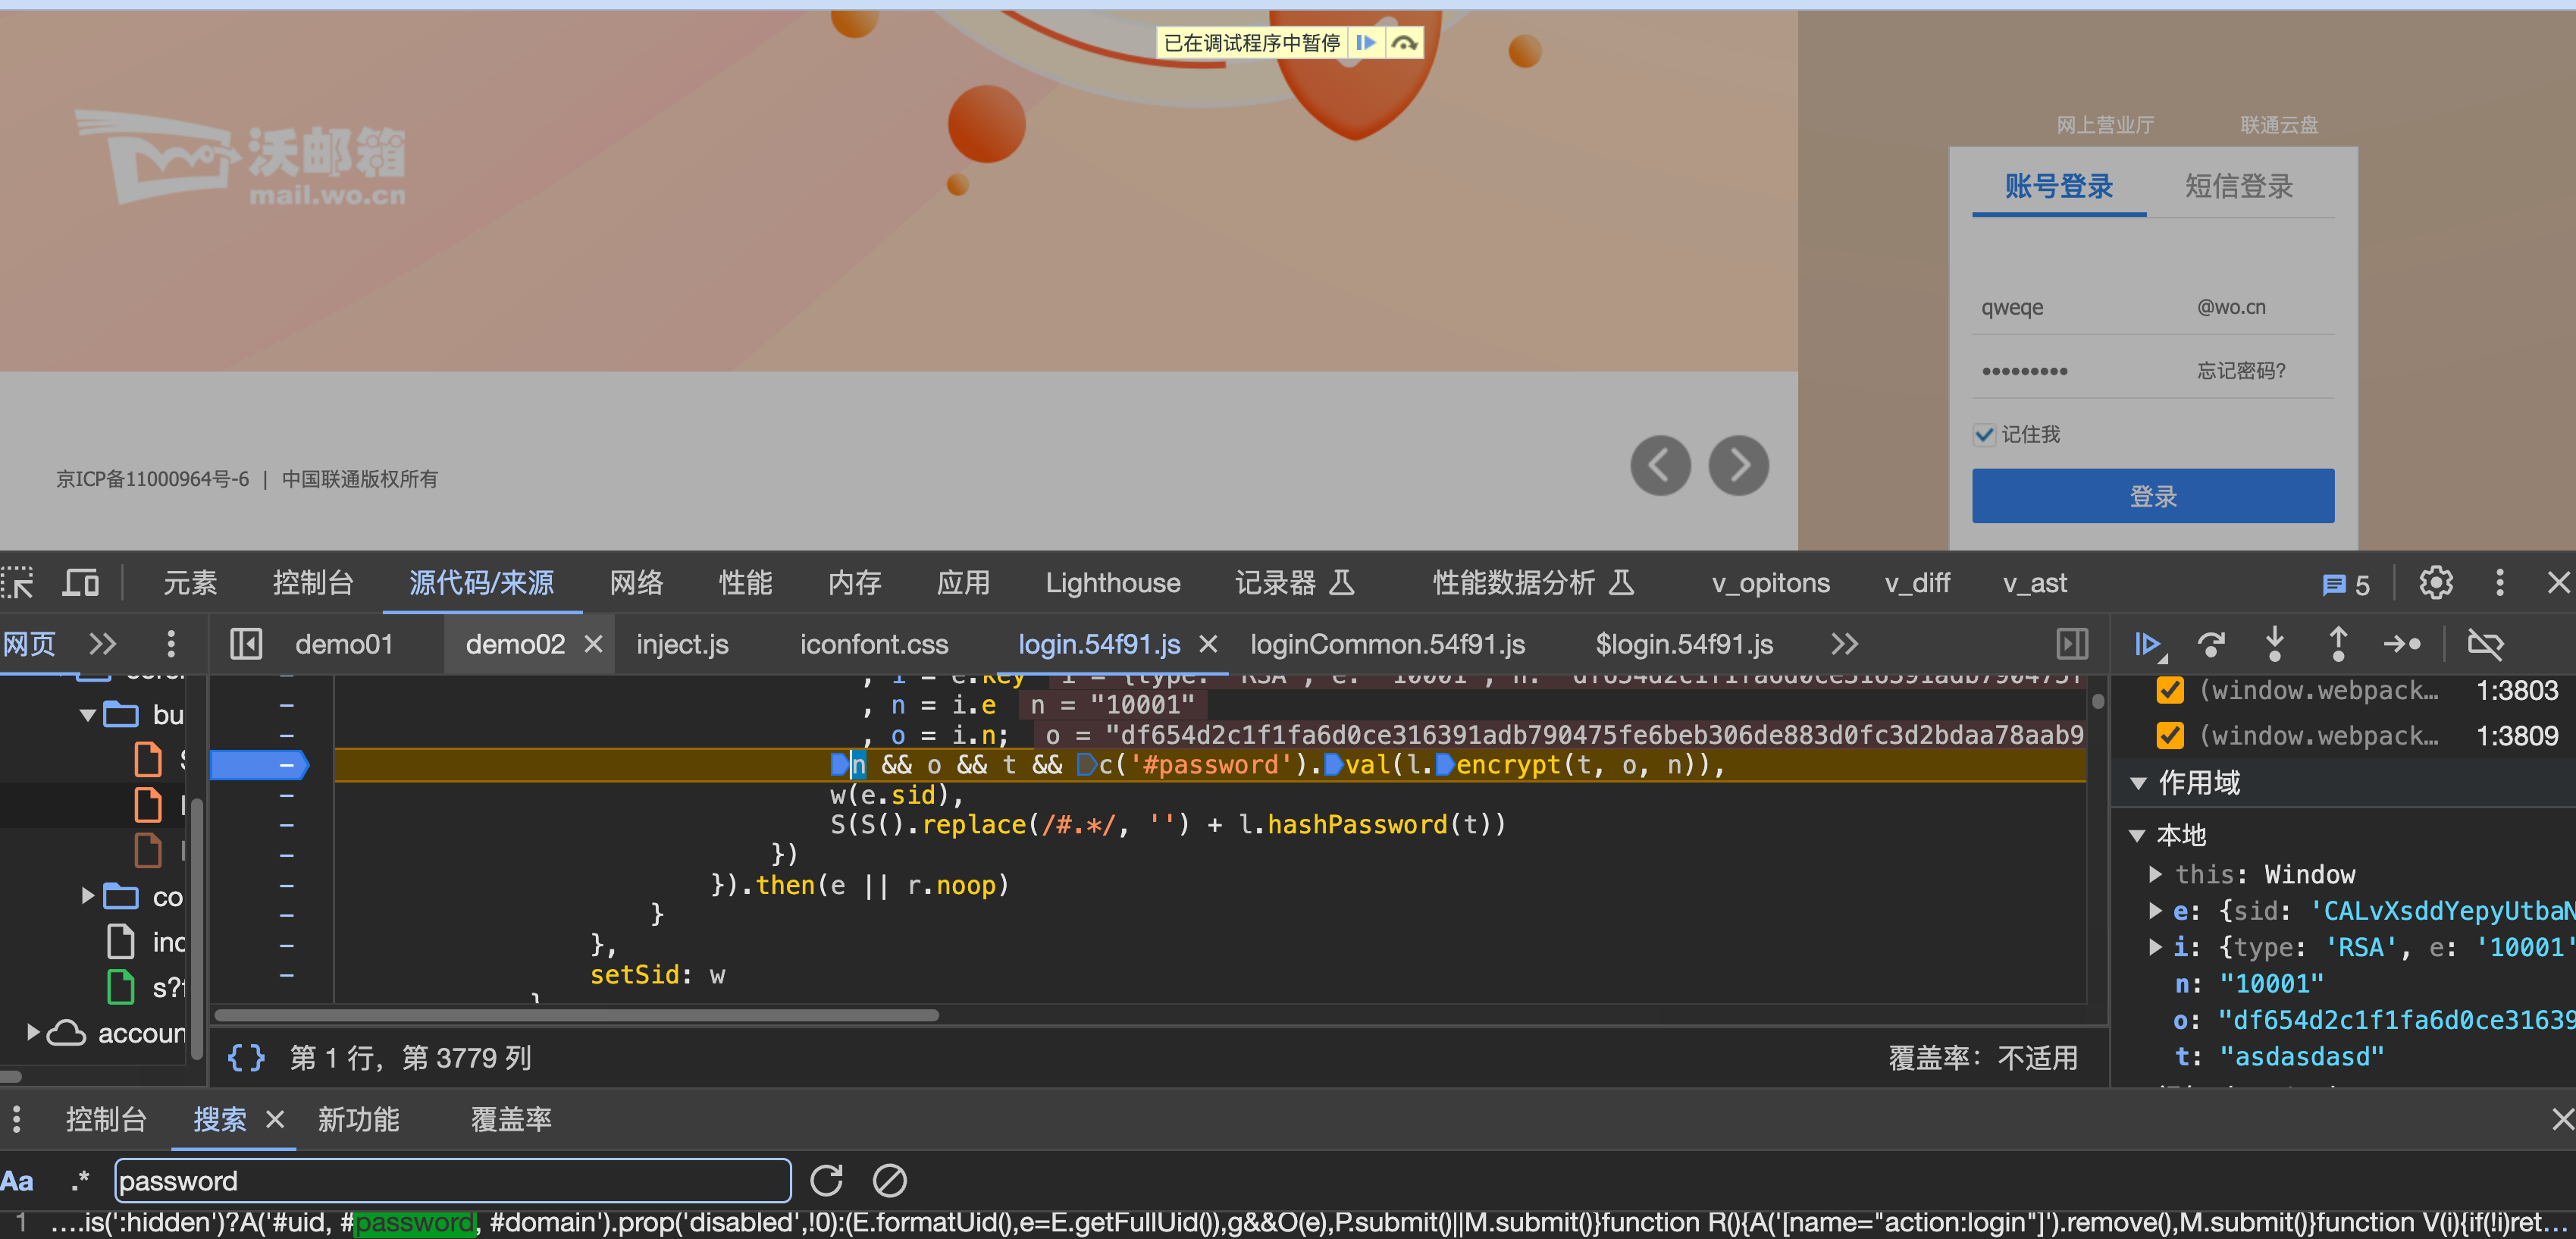 已在调试程序中暂停
沃邮箱
mail.wo.cn
网上营业厅 联通云盘
账号登录 短信登录
qweqe @wo.cn
••••••••• 忘记密码?
记住我
登录
京ICP备11000964号-6 | 中国联通版权所有
元素 控制台 源代码/来源 网络 性能 内存 应用 Lighthouse 记录器 性能数据分析 v_opitons v_diff v_ast 5
网页 demo01 demo02 inject.js iconfont.css login.54f91.js loginCommon.54f91.js $login.54f91.js
, i = e.key i = {type: "RSA", e: "10001", n: "df654d2c1f1fa6d0ce316391adb790475f
, n = i.e n = "10001"
, o = i.n; o = "df654d2c1f1fa6d0ce316391adb790475fe6beb306de883d0fc3d2bdaa78aab9
n && o && t && c('#password').val(l.encrypt(t, o, n)),
w(e.sid),
S(S().replace(/#.*/, '') + l.hashPassword(t))
})
}).then(e || r.noop)
}
},
setSid: w
bu
co
inc
s?f
accoun
{} 第 1 行，第 3779 列 覆盖率：不适用
(window.webpack… 1:3803
(window.webpack… 1:3809
作用域
本地
this: Window
e: {sid: 'CALvXsddYepyUtbaN
i: {type: 'RSA', e: '10001'
n: "10001"
o: "df654d2c1f1fa6d0ce31639
t: "asdasdasd"
控制台 搜索 新功能 覆盖率
Aa .* password
1 ….is(':hidden')?A('#uid, #password, #domain').prop('disabled',!0):(E.formatUid(),e=E.getFullUid()),g&&O(e),P.submit()||M.submit()}function R(){A('[name="action:login"]').remove(),M.submit()}function V(i){if(!i)ret…